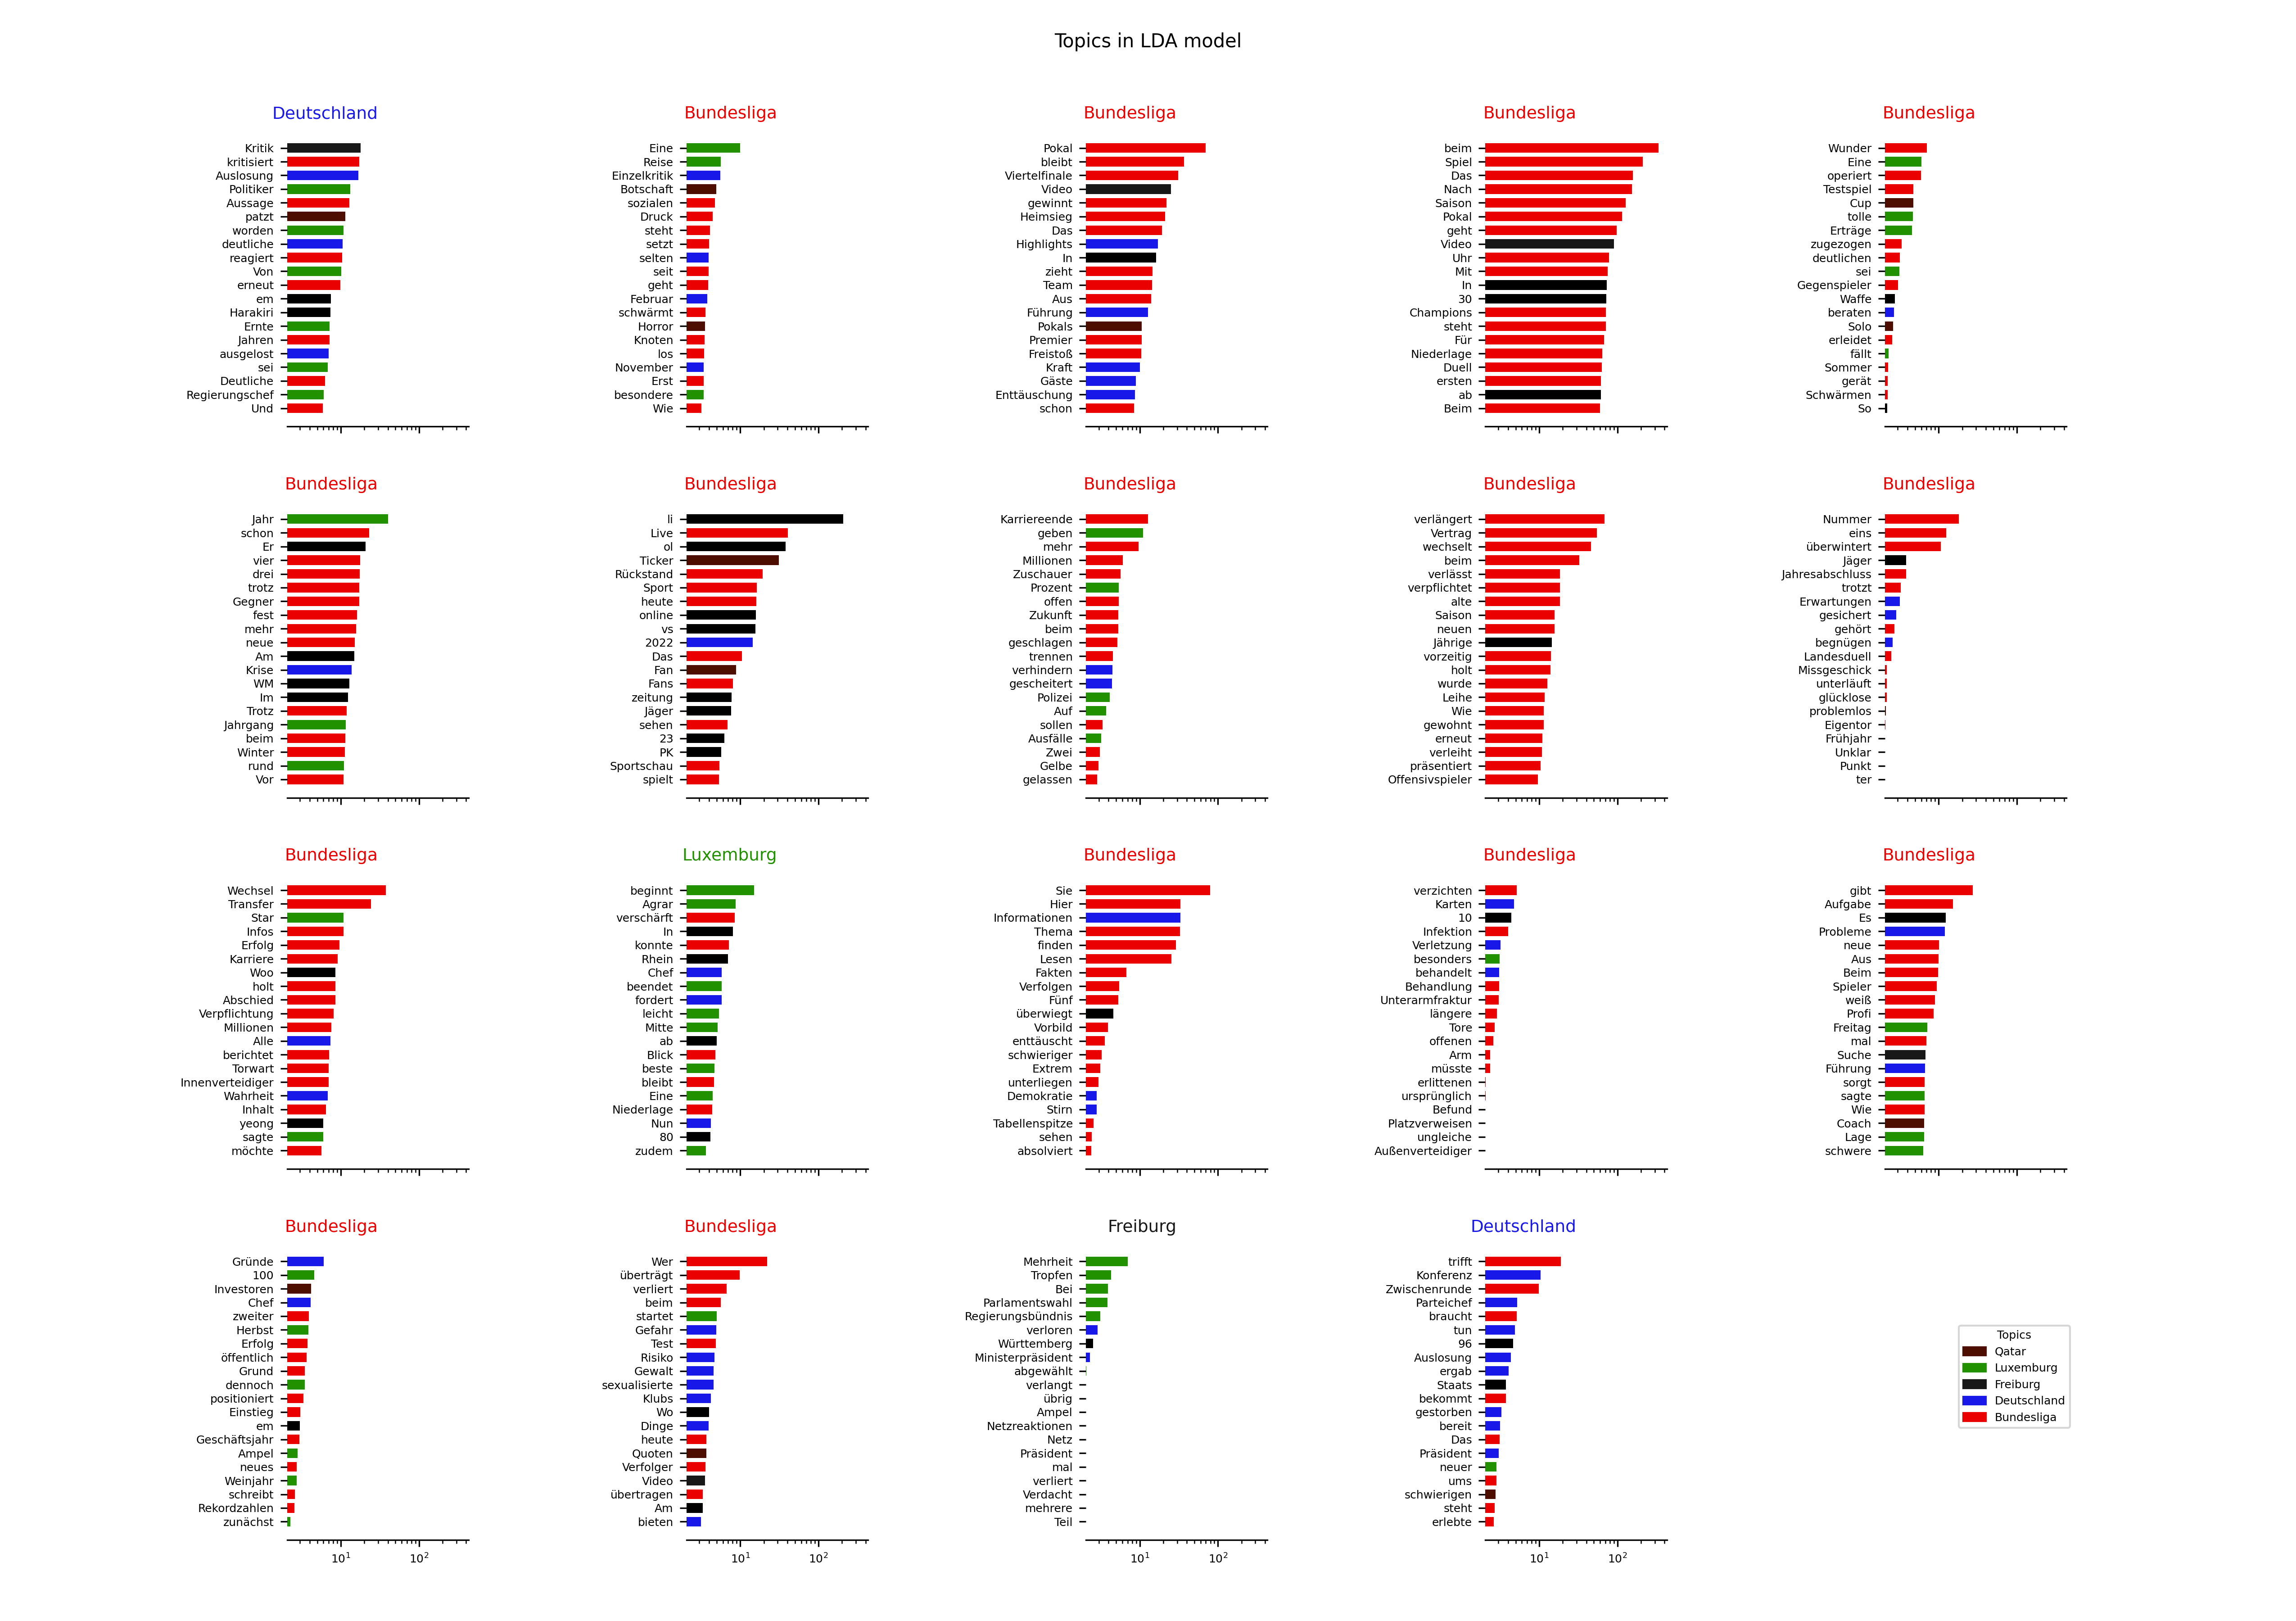 Topics in LDA model
Deutschland
Kritik
kritisiert
Auslosung
Politiker
Aussage
patzt
worden
deutliche
reagiert
Von
erneut
em
Harakiri
Ernte
Jahren
ausgelost
sei
Deutliche
Regierungschef
Und
Bundesliga
Eine
Reise
Einzelkritik
Botschaft
sozialen
Druck
steht
setzt
selten
seit
geht
Februar
schwärmt
Horror
Knoten
los
November
Erst
besondere
Wie
Bundesliga
Pokal
bleibt
Viertelfinale
Video
gewinnt
Heimsieg
Das
Highlights
In
zieht
Team
Aus
Führung
Pokals
Premier
Freistoß
Kraft
Gäste
Enttäuschung
schon
Bundesliga
beim
Spiel
Das
Nach
Saison
Pokal
geht
Video
Uhr
Mit
In
30
Champions
steht
Für
Niederlage
Duell
ersten
ab
Beim
Bundesliga
Wunder
Eine
operiert
Testspiel
Cup
tolle
Erträge
zugezogen
deutlichen
sei
Gegenspieler
Waffe
beraten
Solo
erleidet
fällt
Sommer
gerät
Schwärmen
So
Bundesliga
Jahr
schon
Er
vier
drei
trotz
Gegner
fest
mehr
neue
Am
Krise
WM
Im
Trotz
Jahrgang
beim
Winter
rund
Vor
Bundesliga
li
Live
ol
Ticker
Rückstand
Sport
heute
online
vs
2022
Das
Fan
Fans
zeitung
Jäger
sehen
23
PK
Sportschau
spielt
Bundesliga
Karriereende
geben
mehr
Millionen
Zuschauer
Prozent
offen
Zukunft
beim
geschlagen
trennen
verhindern
gescheitert
Polizei
Auf
sollen
Ausfälle
Zwei
Gelbe
gelassen
Bundesliga
verlängert
Vertrag
wechselt
beim
verlässt
verpflichtet
alte
Saison
neuen
Jährige
vorzeitig
holt
wurde
Leihe
Wie
gewohnt
erneut
verleiht
präsentiert
Offensivspieler
Bundesliga
Nummer
eins
überwintert
Jäger
Jahresabschluss
trotzt
Erwartungen
gesichert
gehört
begnügen
Landesduell
Missgeschick
unterläuft
glücklose
problemlos
Eigentor
Frühjahr
Unklar
Punkt
ter
Bundesliga
Wechsel
Transfer
Star
Infos
Erfolg
Karriere
Woo
holt
Abschied
Verpflichtung
Millionen
Alle
berichtet
Torwart
Innenverteidiger
Wahrheit
Inhalt
yeong
sagte
möchte
Luxemburg
beginnt
Agrar
verschärft
In
konnte
Rhein
Chef
beendet
fordert
leicht
Mitte
ab
Blick
beste
bleibt
Eine
Niederlage
Nun
80
zudem
Bundesliga
Sie
Hier
Informationen
Thema
finden
Lesen
Fakten
Verfolgen
Fünf
überwiegt
Vorbild
enttäuscht
schwieriger
Extrem
unterliegen
Demokratie
Stirn
Tabellenspitze
sehen
absolviert
Bundesliga
verzichten
Karten
10
Infektion
Verletzung
besonders
behandelt
Behandlung
Unterarmfraktur
längere
Tore
offenen
Arm
müsste
erlittenen
ursprünglich
Befund
Platzverweisen
ungleiche
Außenverteidiger
Bundesliga
gibt
Aufgabe
Es
Probleme
neue
Aus
Beim
Spieler
weiß
Profi
Freitag
mal
Suche
Führung
sorgt
sagte
Wie
Coach
Lage
schwere
Bundesliga
Gründe
100
Investoren
Chef
zweiter
Herbst
Erfolg
öffentlich
Grund
dennoch
positioniert
Einstieg
em
Geschäftsjahr
Ampel
neues
Weinjahr
schreibt
Rekordzahlen
zunächst
10¹ 10²
Bundesliga
Wer
überträgt
verliert
beim
startet
Gefahr
Test
Risiko
Gewalt
sexualisierte
Klubs
Wo
Dinge
heute
Quoten
Verfolger
Video
übertragen
Am
bieten
10¹ 10²
Freiburg
Mehrheit
Tropfen
Bei
Parlamentswahl
Regierungsbündnis
verloren
Württemberg
Ministerpräsident
abgewählt
verlangt
übrig
Ampel
Netzreaktionen
Netz
Präsident
mal
verliert
Verdacht
mehrere
Teil
10¹ 10²
Deutschland
trifft
Konferenz
Zwischenrunde
Parteichef
braucht
tun
96
Auslosung
ergab
Staats
bekommt
gestorben
bereit
Das
Präsident
neuer
ums
schwierigen
steht
erlebte
10¹ 10²
Topics
Qatar
Luxemburg
Freiburg
Deutschland
Bundesliga